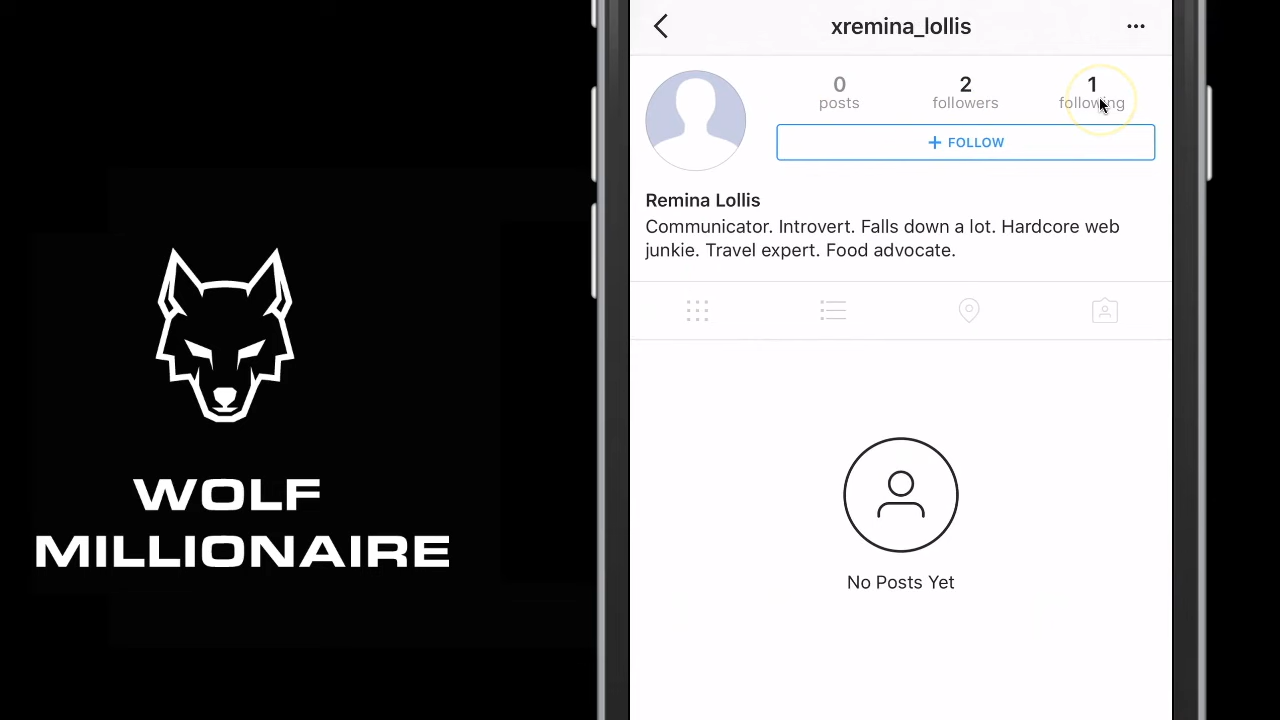 WOLF
MILLIONAIRE
xremina_lollis
0
posts
2
followers
1
following
+ FOLLOW
Remina Lollis
Communicator. Introvert. Falls down a lot. Hardcore web
junkie. Travel expert. Food advocate.
No Posts Yet